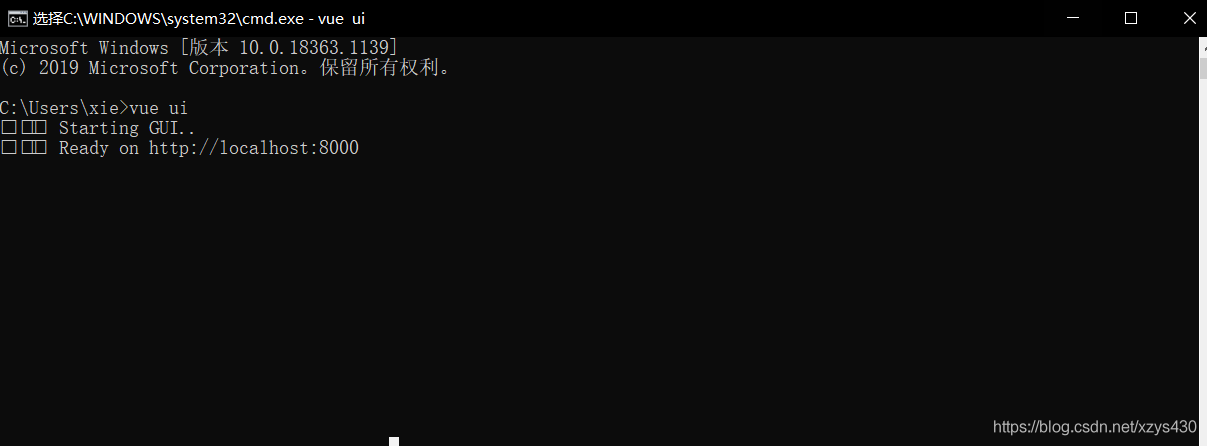 选择C:\WINDOWS\system32\cmd.exe - vue  ui
Microsoft Windows [版本 10.0.18363.1139]
(c) 2019 Microsoft Corporation。保留所有权利。
C:\Users\xie>vue ui
Starting GUI..
Ready on http://localhost:8000
https://blog.csdn.net/xzys430